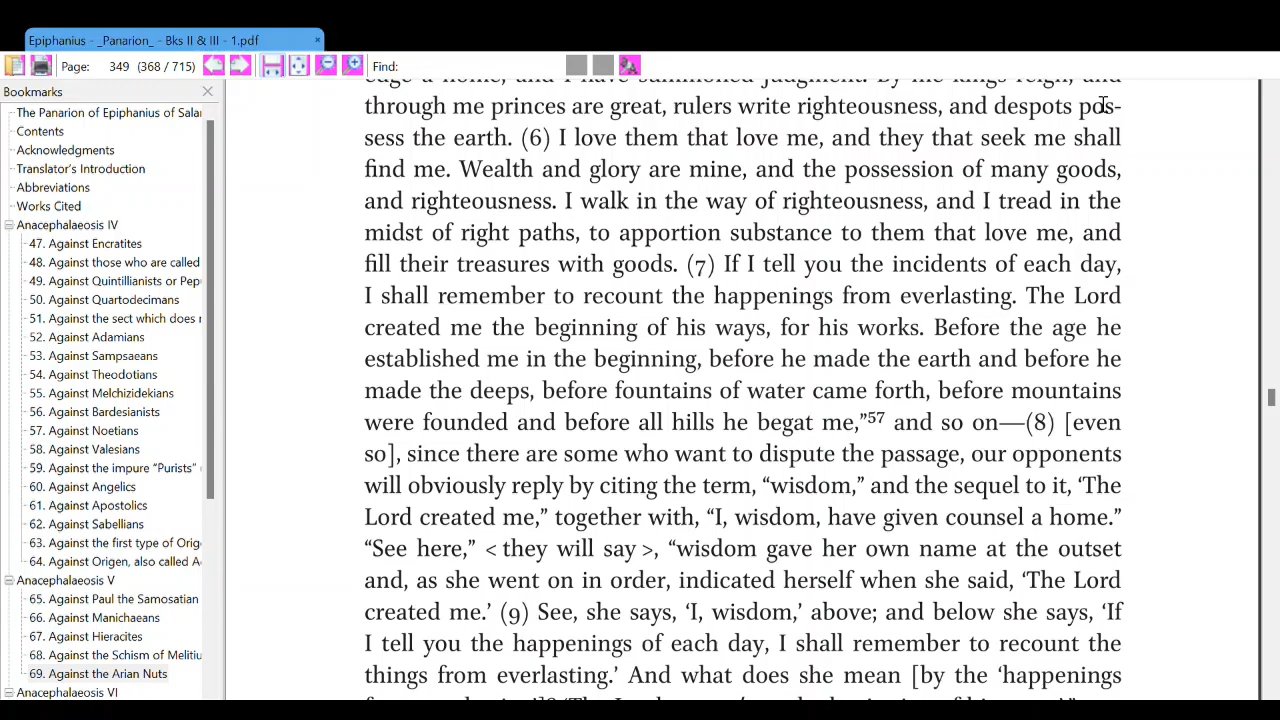 Epiphanius - _Panarion_ - Bks II & III - 1.pdf
Page: 349 (368 / 715) Find:
Bookmarks
The Panarion of Epiphanius of Salar
Contents
Acknowledgments
Translator's Introduction
Abbreviations
Works Cited
Anacephalaeosis IV
47. Against Encratites
48. Against those who are called
49. Against Quintillianists or Pep
50. Against Quartodecimans
51. Against the sect which does r
52. Against Adamians
53. Against Sampsaeans
54. Against Theodotians
55. Against Melchizidekians
56. Against Bardesianists
57. Against Noetians
58. Against Valesians
59. Against the impure “Purists” (
60. Against Angelics
61. Against Apostolics
62. Against Sabellians
63. Against the first type of Orig
64. Against Origen, also called A
Anacephalaeosis V
65. Against Paul the Samosatian
66. Against Manichaeans
67. Against Hieracites
68. Against the Schism of Melitiu
69. Against the Arian Nuts
Anacephalaeosis VI
a home, and I have summoned judgment. By me kings reign, and
through me princes are great, rulers write righteousness, and despots pos-
sess the earth. (6) I love them that love me, and they that seek me shall
find me. Wealth and glory are mine, and the possession of many goods,
and righteousness. I walk in the way of righteousness, and I tread in the
midst of right paths, to apportion substance to them that love me, and
fill their treasures with goods. (7) If I tell you the incidents of each day,
I shall remember to recount the happenings from everlasting. The Lord
created me the beginning of his ways, for his works. Before the age he
established me in the beginning, before he made the earth and before he
made the deeps, before fountains of water came forth, before mountains
were founded and before all hills he begat me,”57 and so on—(8) [even
so], since there are some who want to dispute the passage, our opponents
will obviously reply by citing the term, “wisdom,” and the sequel to it, ‘The
Lord created me,” together with, “I, wisdom, have given counsel a home.”
“See here,” < they will say >, “wisdom gave her own name at the outset
and, as she went on in order, indicated herself when she said, ‘The Lord
created me.’ (9) See, she says, ‘I, wisdom,’ above; and below she says, ‘If
I tell you the happenings of each day, I shall remember to recount the
things from everlasting.’ And what does she mean [by the ‘happenings